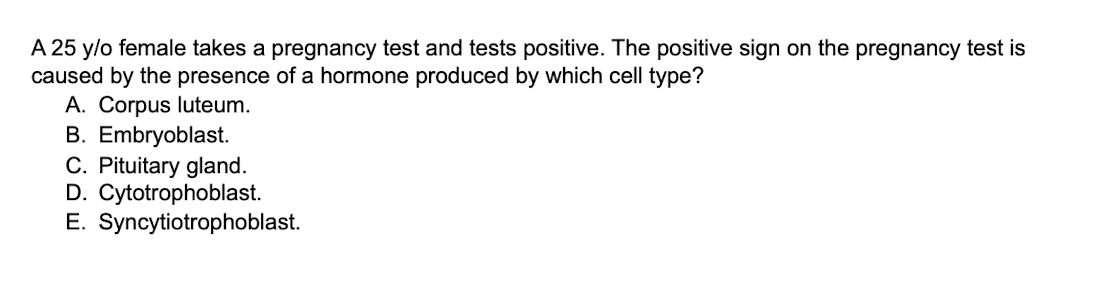 A 25 y/o female takes a pregnancy test and tests positive. The positive sign on the pregnancy test is
caused by the presence of a hormone produced by which cell type?
A. Corpus luteum.
B. Embryoblast.
C. Pituitary gland.
D. Cytotrophoblast.
E. Syncytiotrophoblast.